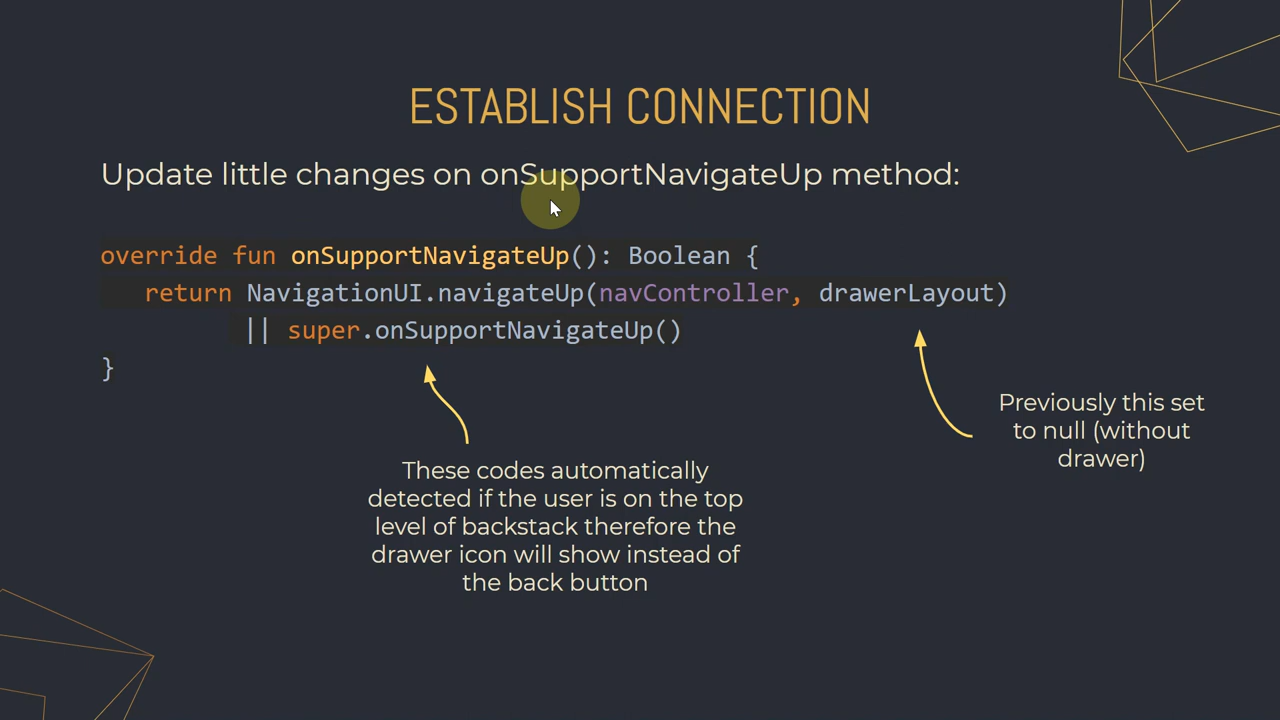 ESTABLISH CONNECTION
Update little changes on onSupportNavigateUp method:
override fun onSupportNavigateUp(): Boolean {
return NavigationUI.navigateUp(navController, drawerLayout)
|| super.onSupportNavigateUp()
}
Previously this set
to null (without
drawer)
These codes automatically
detected if the user is on the top
level of backstack therefore the
drawer icon will show instead of
the back button